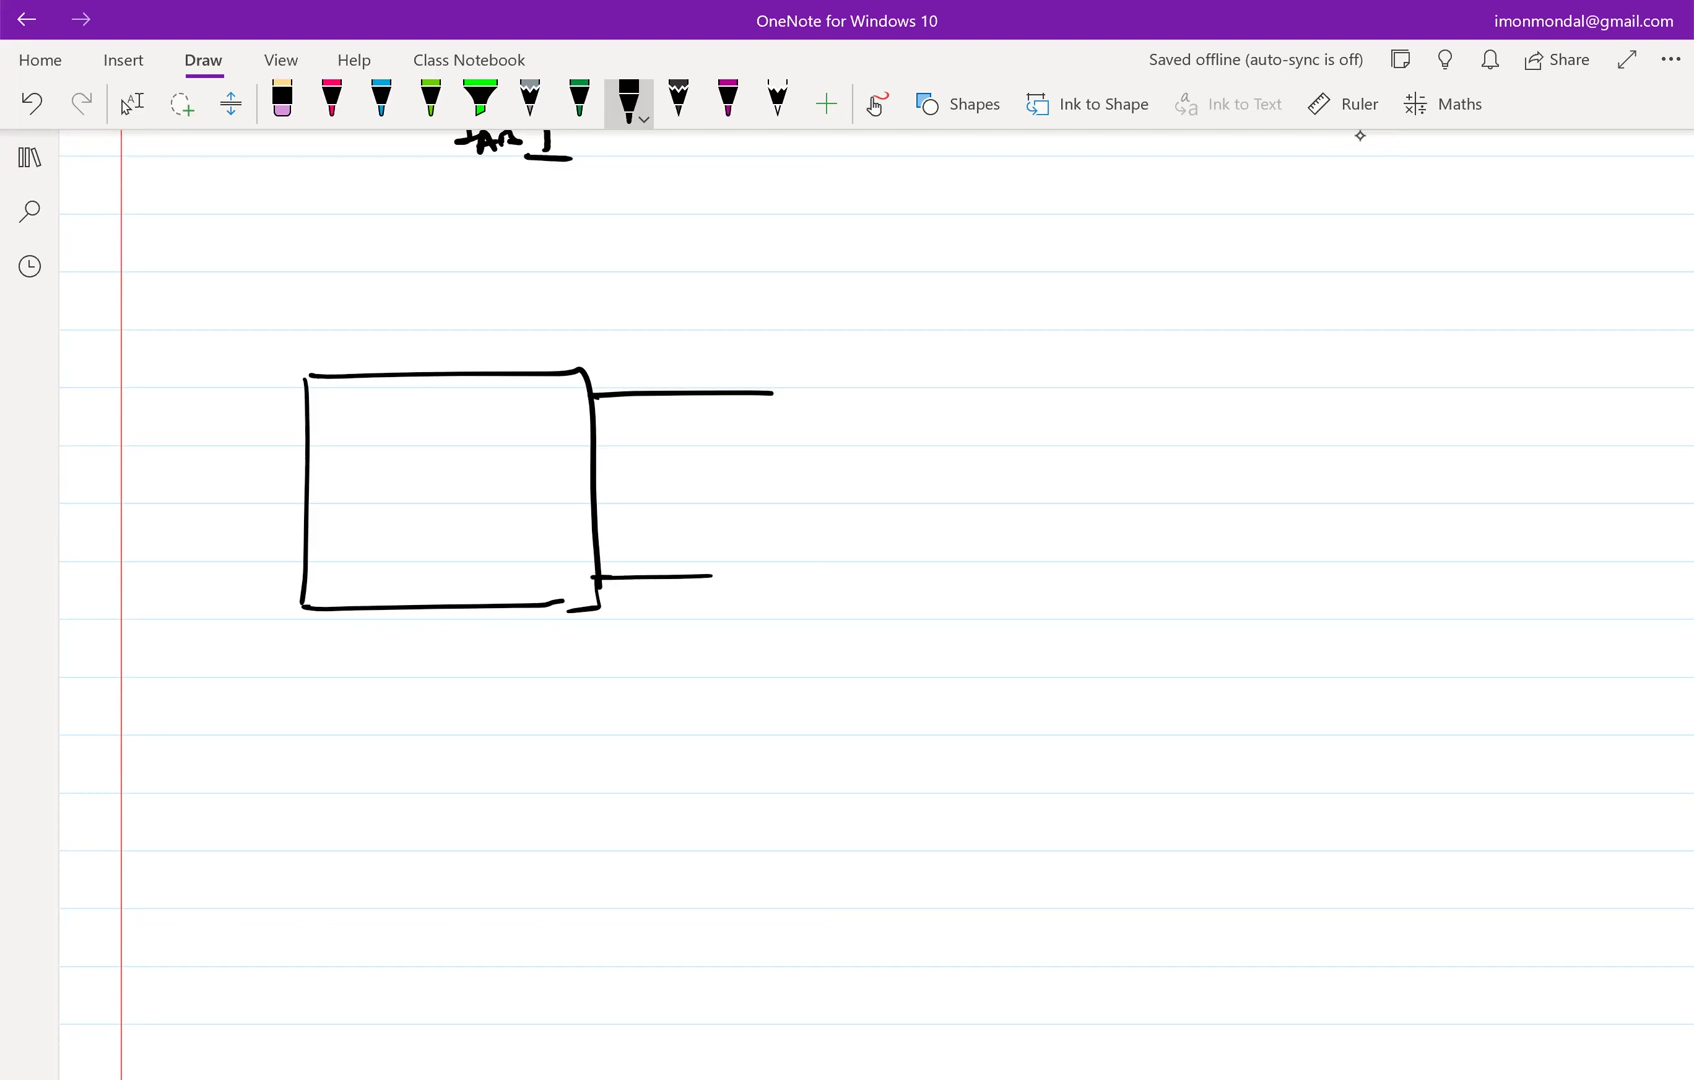 OneNote for Windows 10
imonmondal@gmail.com
Home Insert Draw View Help Class Notebook
Saved offline (auto-sync is off) Share
Shapes Ink to Shape Ink to Text Ruler Maths